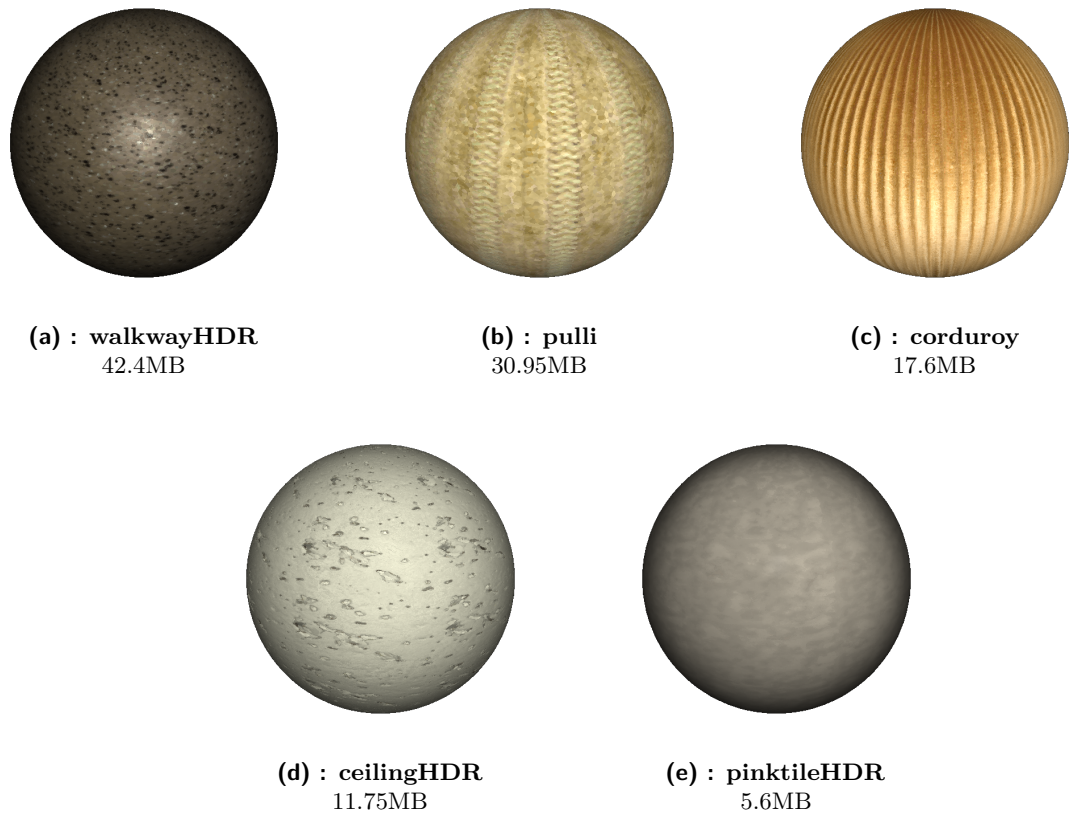 (a) : walkwayHDR
42.4MB
(b) : pulli
30.95MB
(c) : corduroy
17.6MB
(d) : ceilingHDR
11.75MB
(e) : pinktileHDR
5.6MB